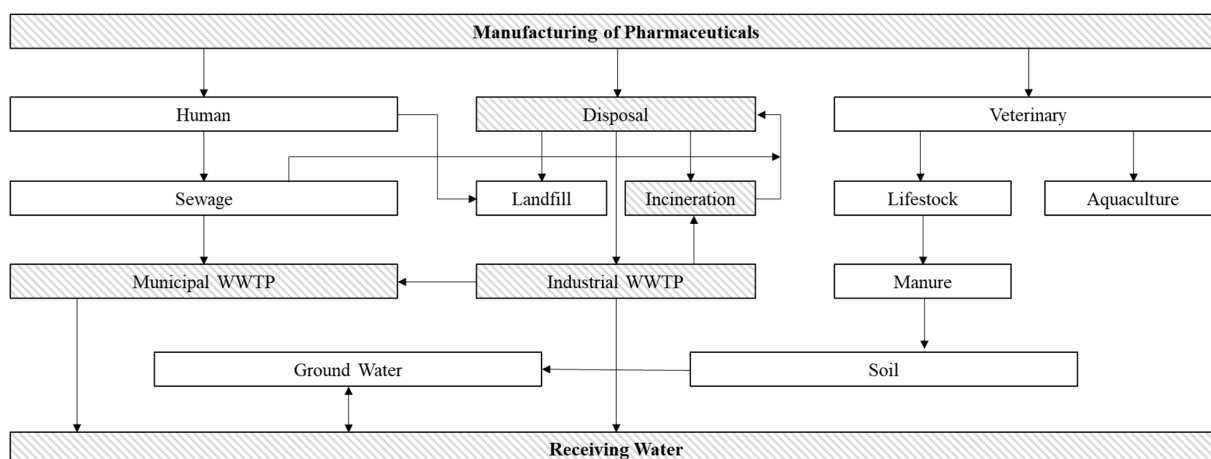 Manufacturing of Pharmaceuticals
Human
Disposal
Veterinary
Sewage
Landfill
Incineration
Lifestock
Aquaculture
Municipal WWTP
Industrial WWTP
Manure
Ground Water
Soil
Receiving Water